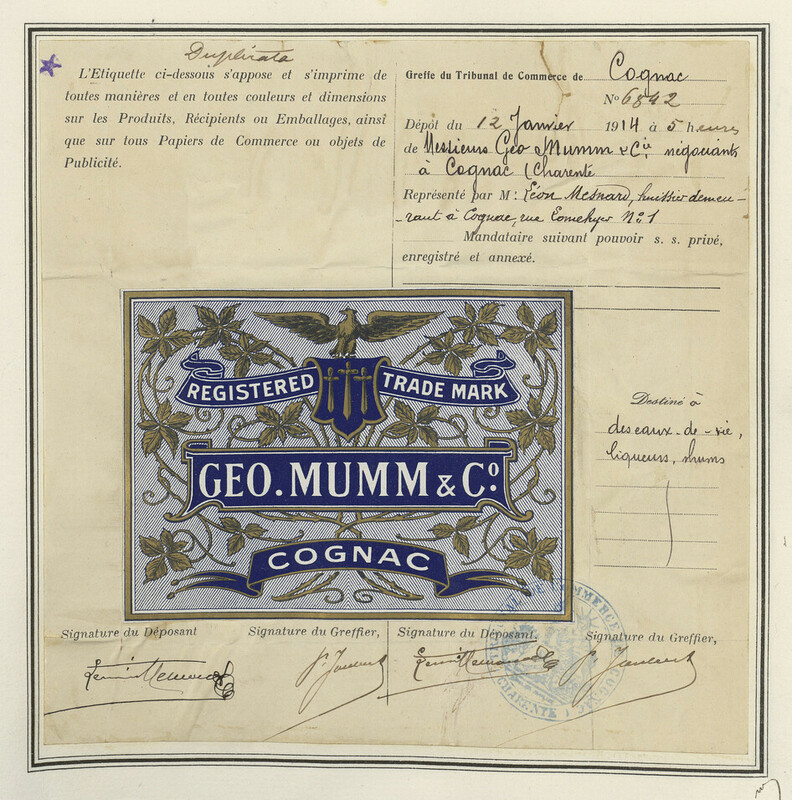 Duplicata
L'Etiquette ci-dessous s'appose et s'imprime de
toutes manières et en toutes couleurs et dimensions
sur les Produits, Récipients ou Emballages, ainsi
que sur tous Papiers de Commerce ou objets de
Publicité.
Greffe du Tribunal de Commerce de Cognac
No 6842
Dépôt du 12 Janvier 1914 à 5 heures
de Messieurs Geo Mumm & Cie, négociants
à Cognac (Charente
Représenté par M: Léon Mesnard, huissier demeu-
-rant à Cognac, rue No 1
Mandataire suivant pouvoir s. s. privé,
enregistré et annexé.
REGISTERED TRADE MARK
GEO. MUMM & Co.
COGNAC
Destiné à
des eaux-de-vie,
liqueurs, rhums
Signature du Déposant Signature du Greffier, Signature du Déposant. Signature du Greffier,
COMMERCE